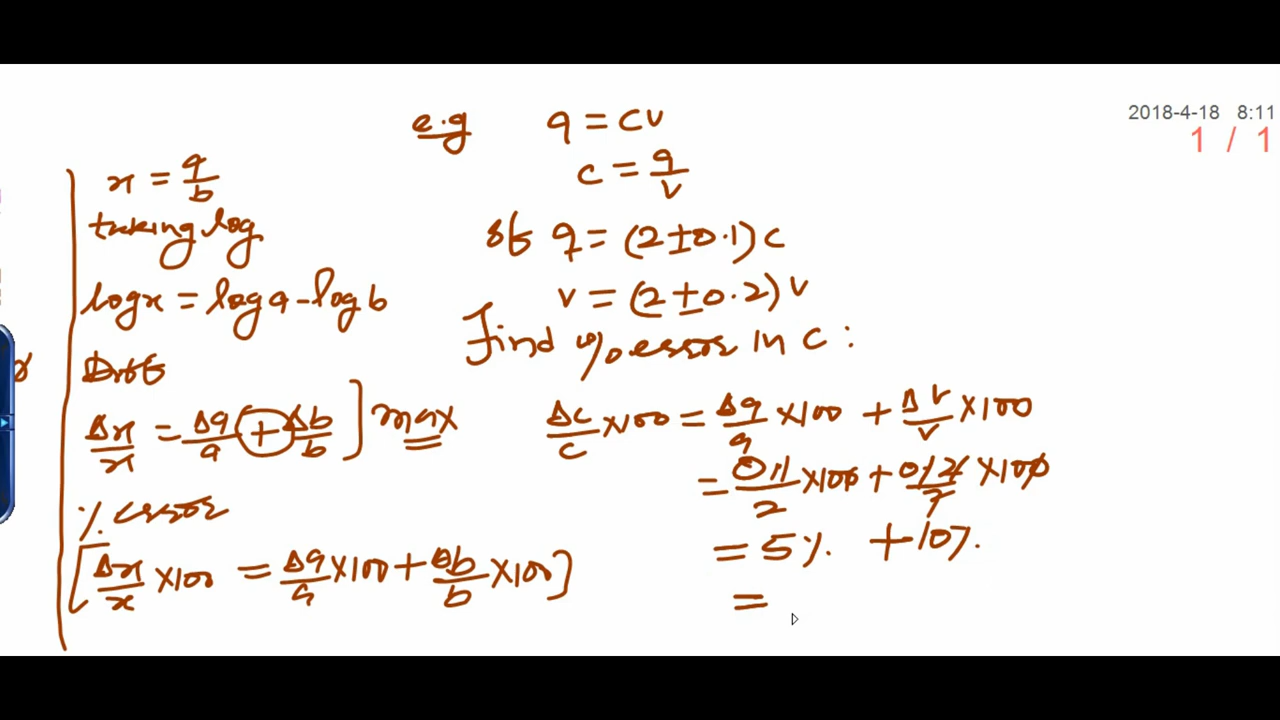 2018-4-18 8:11
1 / 1
x = a/b
taking log
log x = log a - log b
Diff
Δx/x = Δa/a + Δb/b ] max
% error
[Δx/x ×100 = Δa/a ×100 + Δb/b ×100]
e.g q = cv
c = q/v
If q = (2±0.1)c
v = (2±0.2)v
Find % error in c :
Δc/c ×100 = Δq/q ×100 + Δv/v ×100
= 0.1/2 ×100 + 0.2/2 ×100
= 5% + 10%.
=